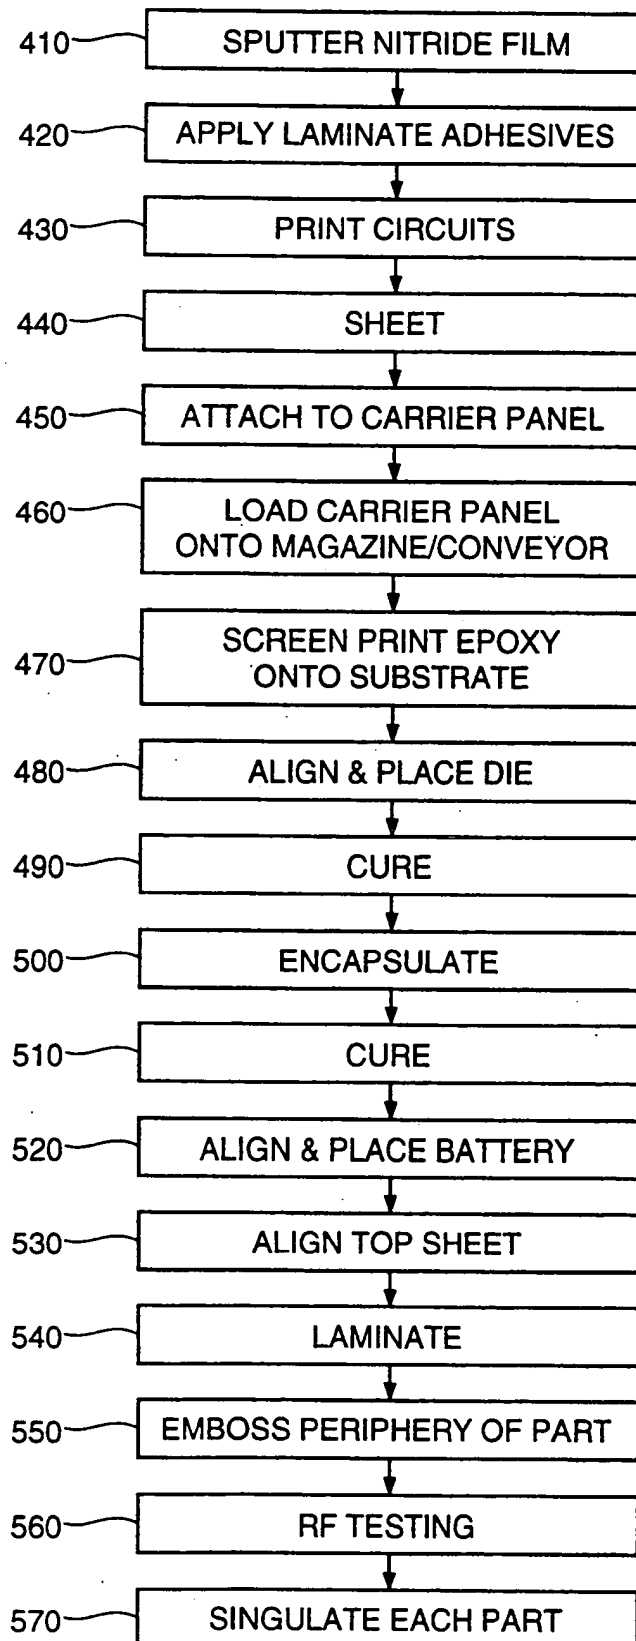 410 SPUTTER NITRIDE FILM
420 APPLY LAMINATE ADHESIVES
430 PRINT CIRCUITS
440 SHEET
450 ATTACH TO CARRIER PANEL
460 LOAD CARRIER PANEL
ONTO MAGAZINE/CONVEYOR
470 SCREEN PRINT EPOXY
ONTO SUBSTRATE
480 ALIGN & PLACE DIE
490 CURE
500 ENCAPSULATE
510 CURE
520 ALIGN & PLACE BATTERY
530 ALIGN TOP SHEET
540 LAMINATE
550 EMBOSS PERIPHERY OF PART
560 RF TESTING
570 SINGULATE EACH PART